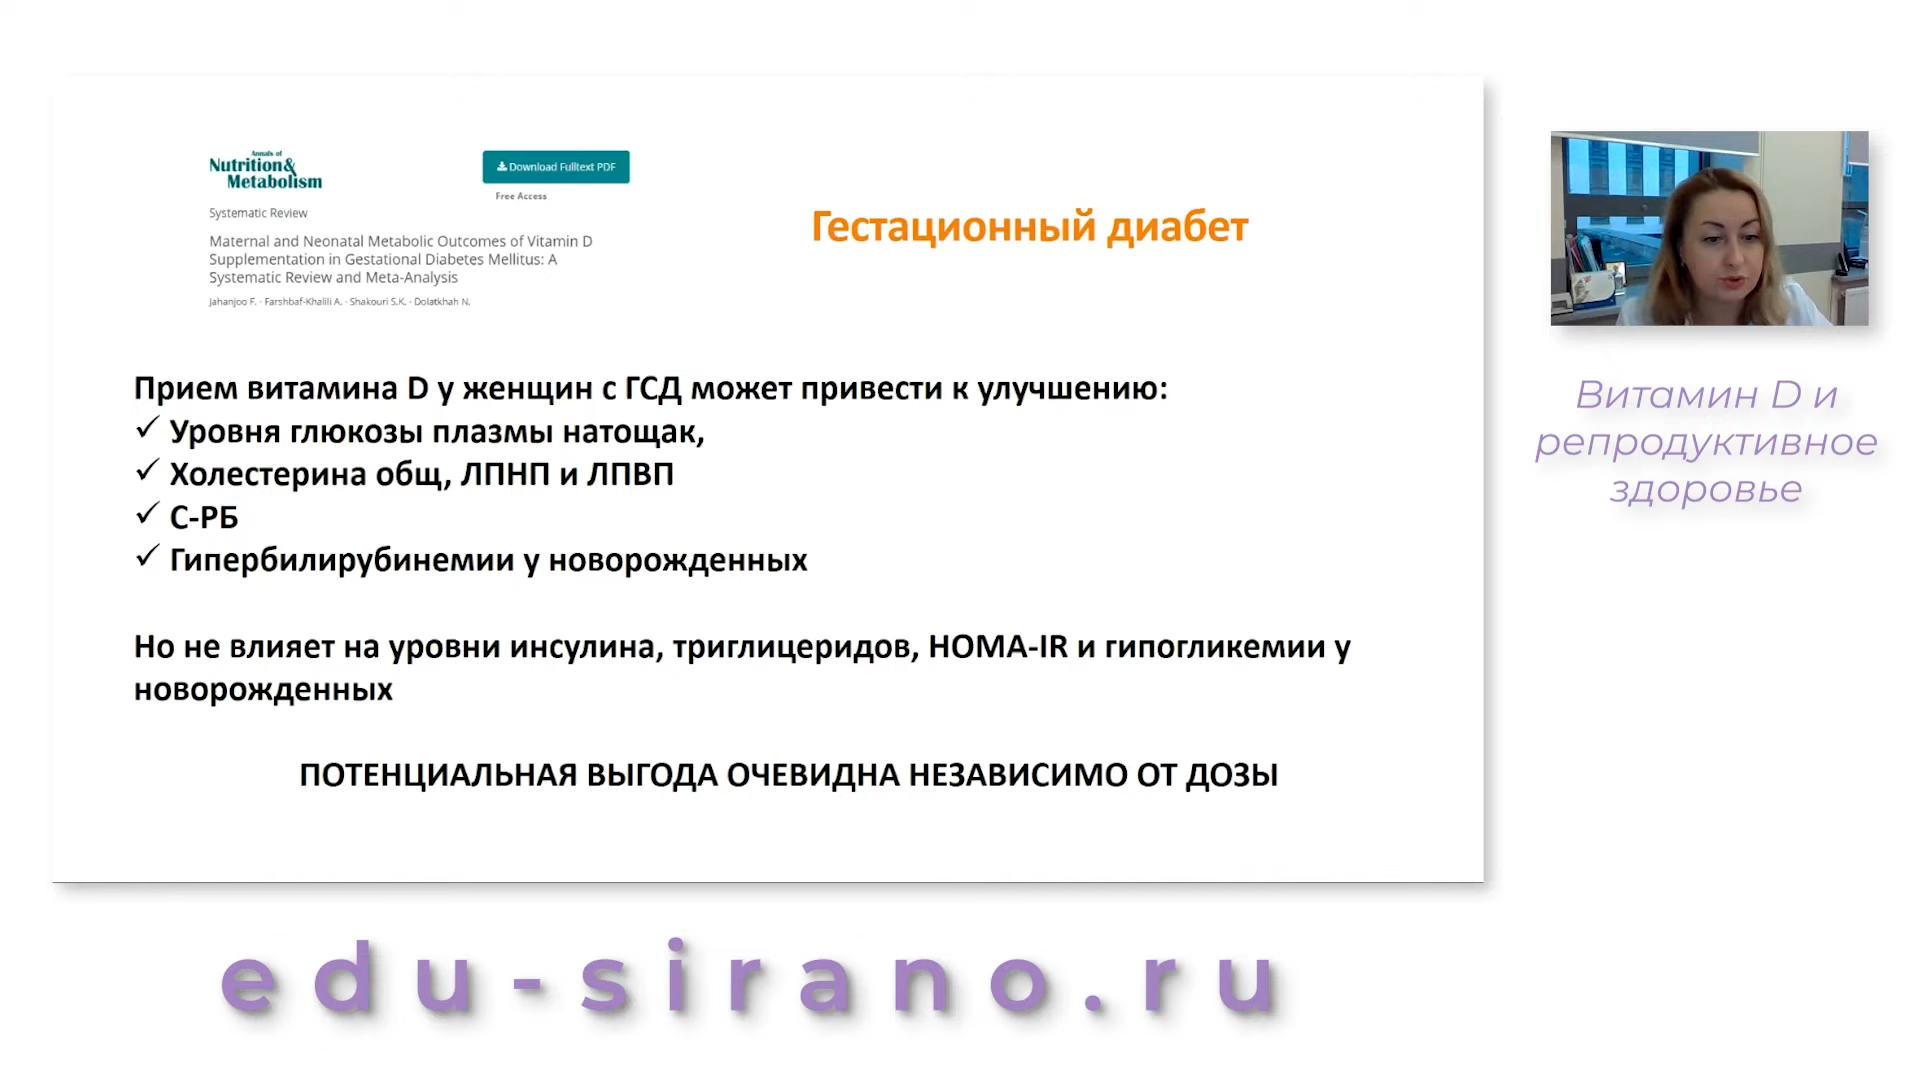 Annals of
Nutrition&
Metabolism
Download Fulltext PDF
Free Access
Systematic Review
Maternal and Neonatal Metabolic Outcomes of Vitamin D
Supplementation in Gestational Diabetes Mellitus: A
Systematic Review and Meta-Analysis
Jahanjoo F. · Farshbaf-Khalili A. · Shakouri S.K. · Dolatkhah N.
Гестационный диабет
Прием витамина D у женщин с ГСД может привести к улучшению:
✓ Уровня глюкозы плазмы натощак,
✓ Холестерина общ, ЛПНП и ЛПВП
✓ С-РБ
✓ Гипербилирубинемии у новорожденных
Но не влияет на уровни инсулина, триглицеридов, HOMA-IR и гипогликемии у
новорожденных
ПОТЕНЦИАЛЬНАЯ ВЫГОДА ОЧЕВИДНА НЕЗАВИСИМО ОТ ДОЗЫ
Витамин D и
репродуктивное
здоровье
edu-sirano.ru